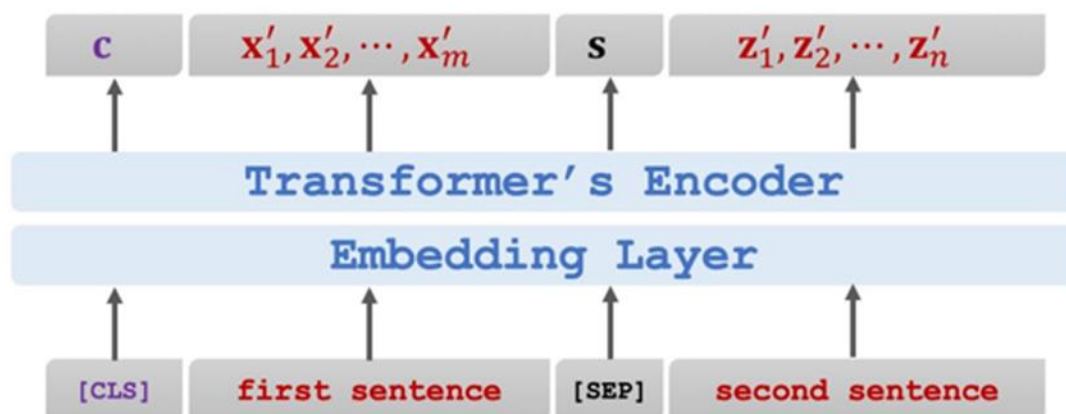 c x′₁, x′₂, ⋯, x′ₘ s z′₁, z′₂, ⋯, z′ₙ
Transformer’s Encoder
Embedding Layer
[CLS] first sentence [SEP] second sentence